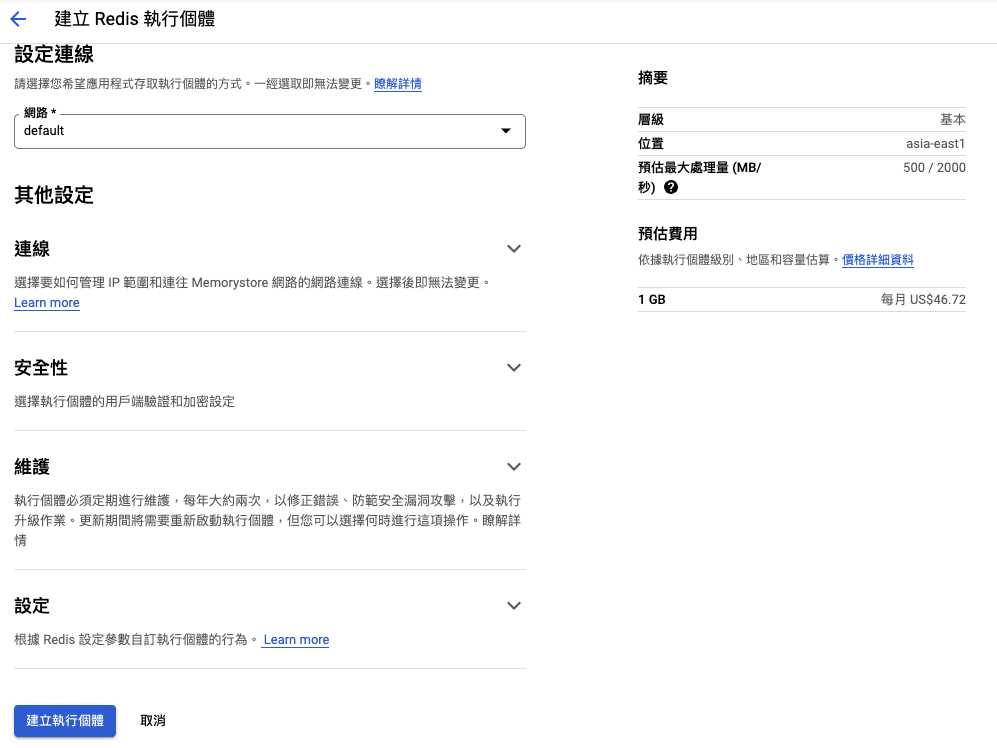 建立 Redis 執行個體
設定連線
請選擇您希望應用程式存取執行個體的方式。一經選取即無法變更。瞭解詳情
網路 *
default
其他設定
連線
選擇要如何管理 IP 範圍和連往 Memorystore 網路的網路連線。選擇後即無法變更。
Learn more
安全性
選擇執行個體的用戶端驗證和加密設定
維護
執行個體必須定期進行維護，每年大約兩次，以修正錯誤、防範安全漏洞攻擊，以及執行
升級作業。更新期間將需要重新啟動執行個體，但您可以選擇何時進行這項操作。瞭解詳
情
設定
根據 Redis 設定參數自訂執行個體的行為。 Learn more
建立執行個體 取消
摘要
層級 基本
位置 asia-east1
預估最大處理量 (MB/ 500 / 2000
秒) ?
預估費用
依據執行個體級別、地區和容量估算。價格詳細資料
1 GB 每月 US$46.72